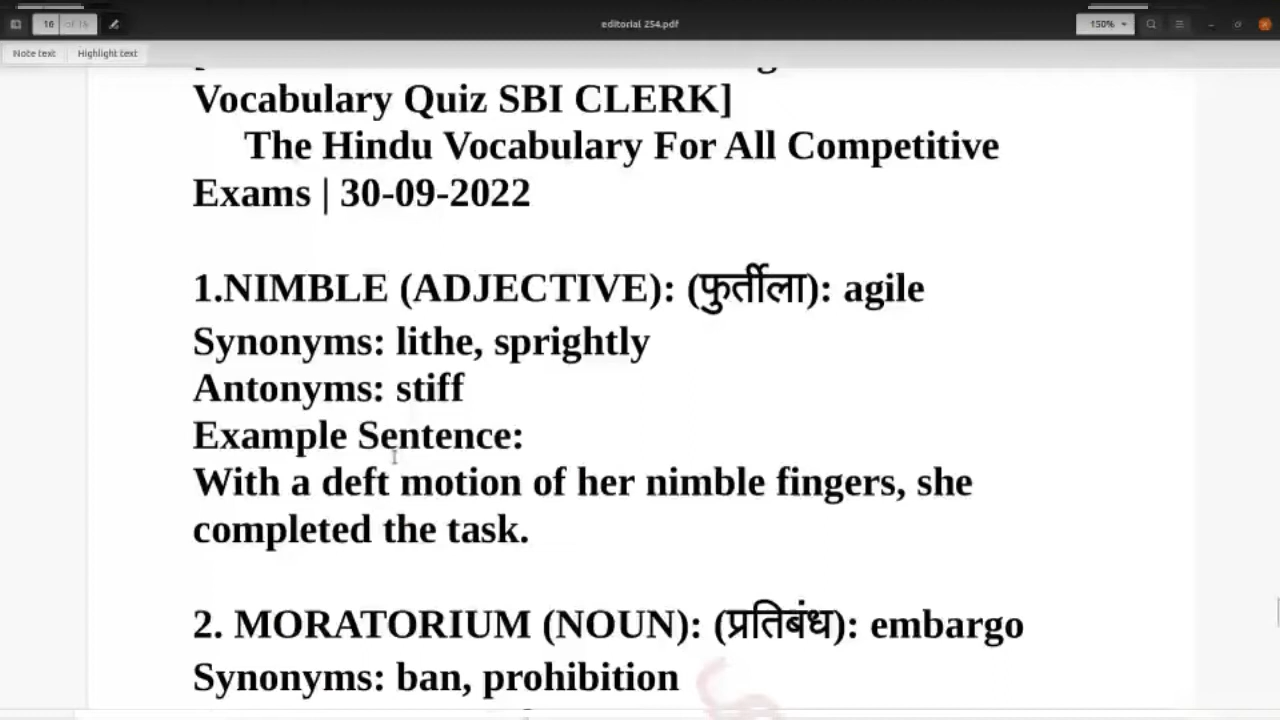 16 of 16
editorial 254.pdf
150%
Note text Highlight text
Vocabulary Quiz SBI CLERK]
The Hindu Vocabulary For All Competitive
Exams | 30-09-2022
1.NIMBLE (ADJECTIVE): (फुर्तीला): agile
Synonyms: lithe, sprightly
Antonyms: stiff
Example Sentence:
With a deft motion of her nimble fingers, she
completed the task.
2. MORATORIUM (NOUN): (प्रतिबंध): embargo
Synonyms: ban, prohibition